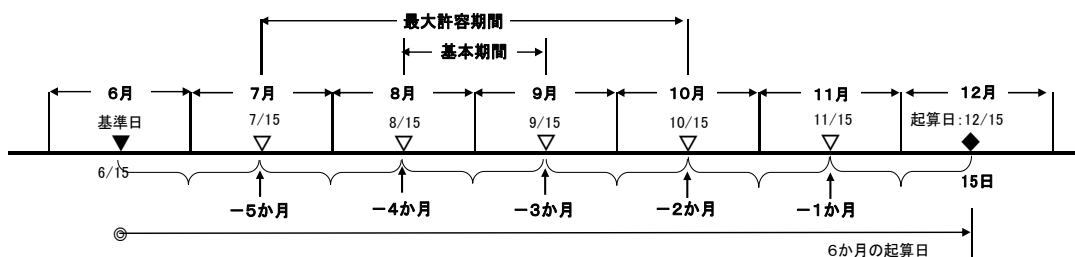 最大許容期間
基本期間
6月 7月 8月 9月 10月 11月 12月
基準日 7/15 8/15 9/15 10/15 11/15 起算日:12/15
6/15 15日
－5か月 －4か月 －3か月 －2か月 －1か月
6か月の起算日